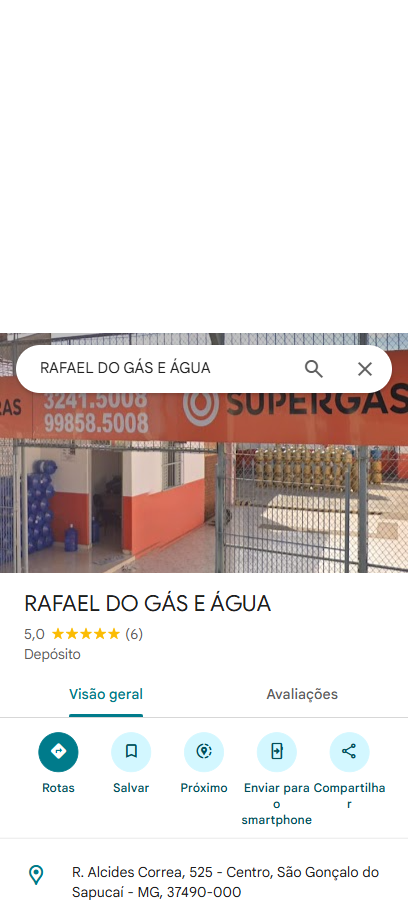 RAFAEL DO GÁS E ÁGUA
RAS
3241.5008
SUPERGAS
99858.5008
RAFAEL DO GÁS E ÁGUA
5,0 (6)
Depósito
Visão geral
Avaliações
Rotas
Salvar
Próximo
Enviar para
o
smartphone
Compartilha
r
R. Alcides Correa, 525 - Centro, São Gonçalo do
Sapucaí - MG, 37490-000